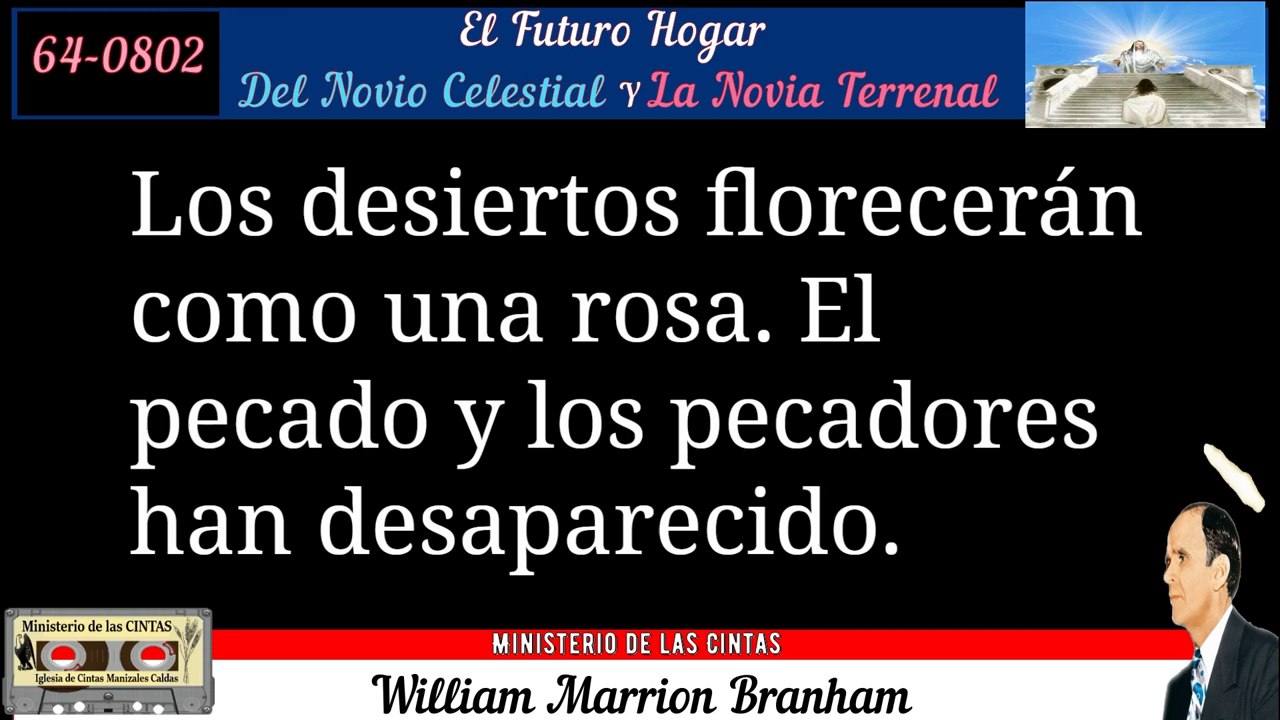 64-0802
El Futuro Hogar
Del Novio Celestial Y La Novia Terrenal
Los desiertos florecerán
como una rosa. El
pecado y los pecadores
han desaparecido.
Ministerio de las CINTAS
Iglesia de Cintas Manizales Caldas
MINISTERIO DE LAS CINTAS
William Marrion Branham